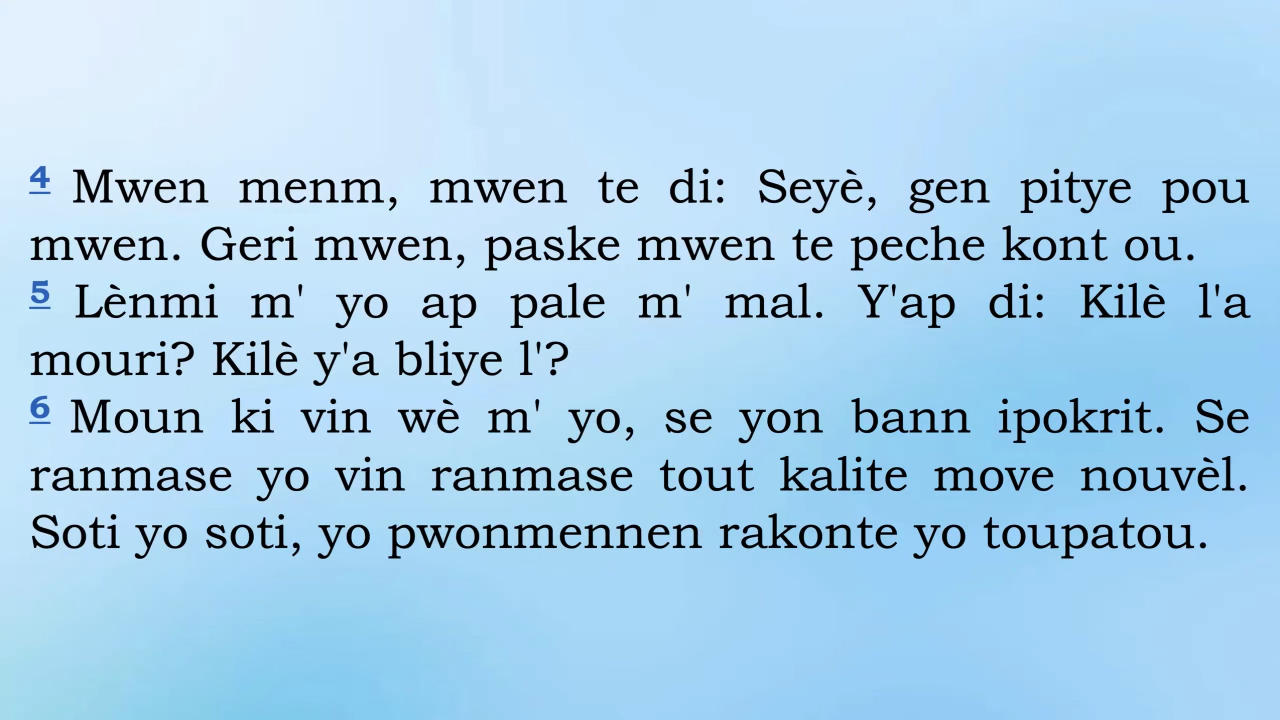 4 Mwen menm, mwen te di: Seyè, gen pitye pou
mwen. Geri mwen, paske mwen te peche kont ou.
5 Lènmi m' yo ap pale m' mal. Y'ap di: Kilè l'a
mouri? Kilè y'a bliye l'?
6 Moun ki vin wè m' yo, se yon bann ipokrit. Se
ranmase yo vin ranmase tout kalite move nouvèl.
Soti yo soti, yo pwonmennen rakonte yo toupatou.